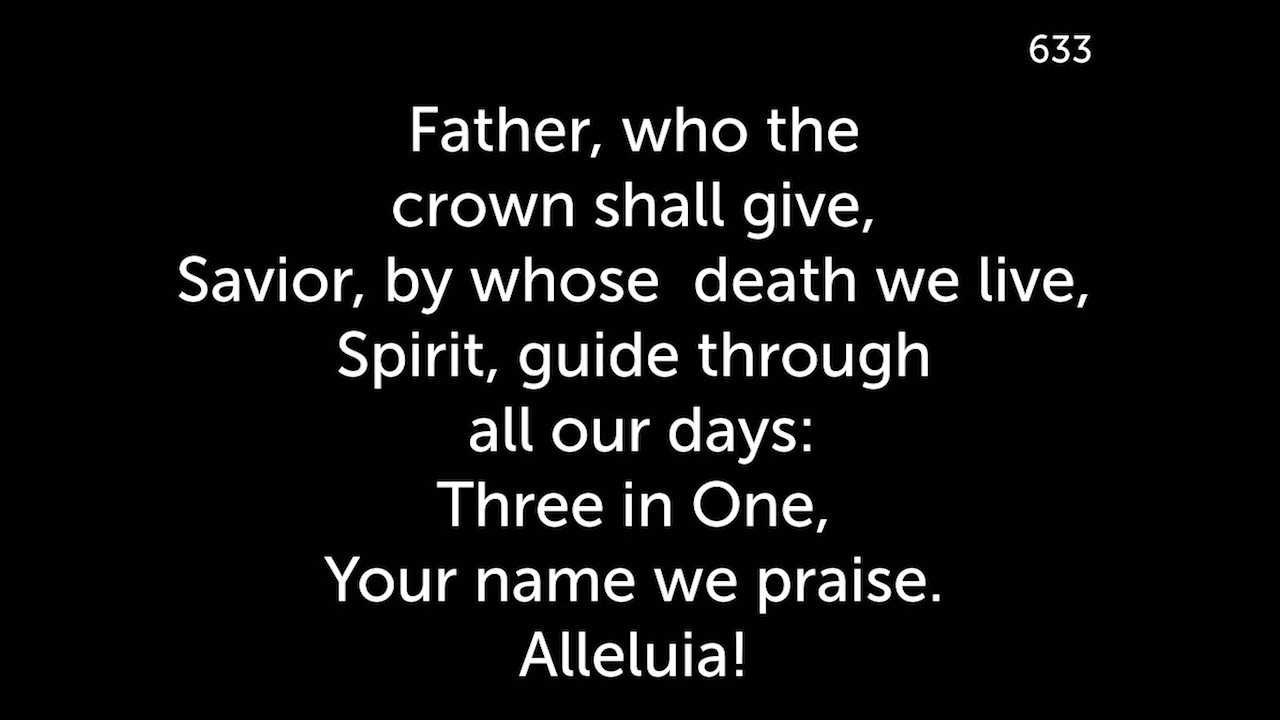 633
Father, who the
crown shall give,
Savior, by whose  death we live,
Spirit, guide through
all our days:
Three in One,
Your name we praise.
Alleluia!